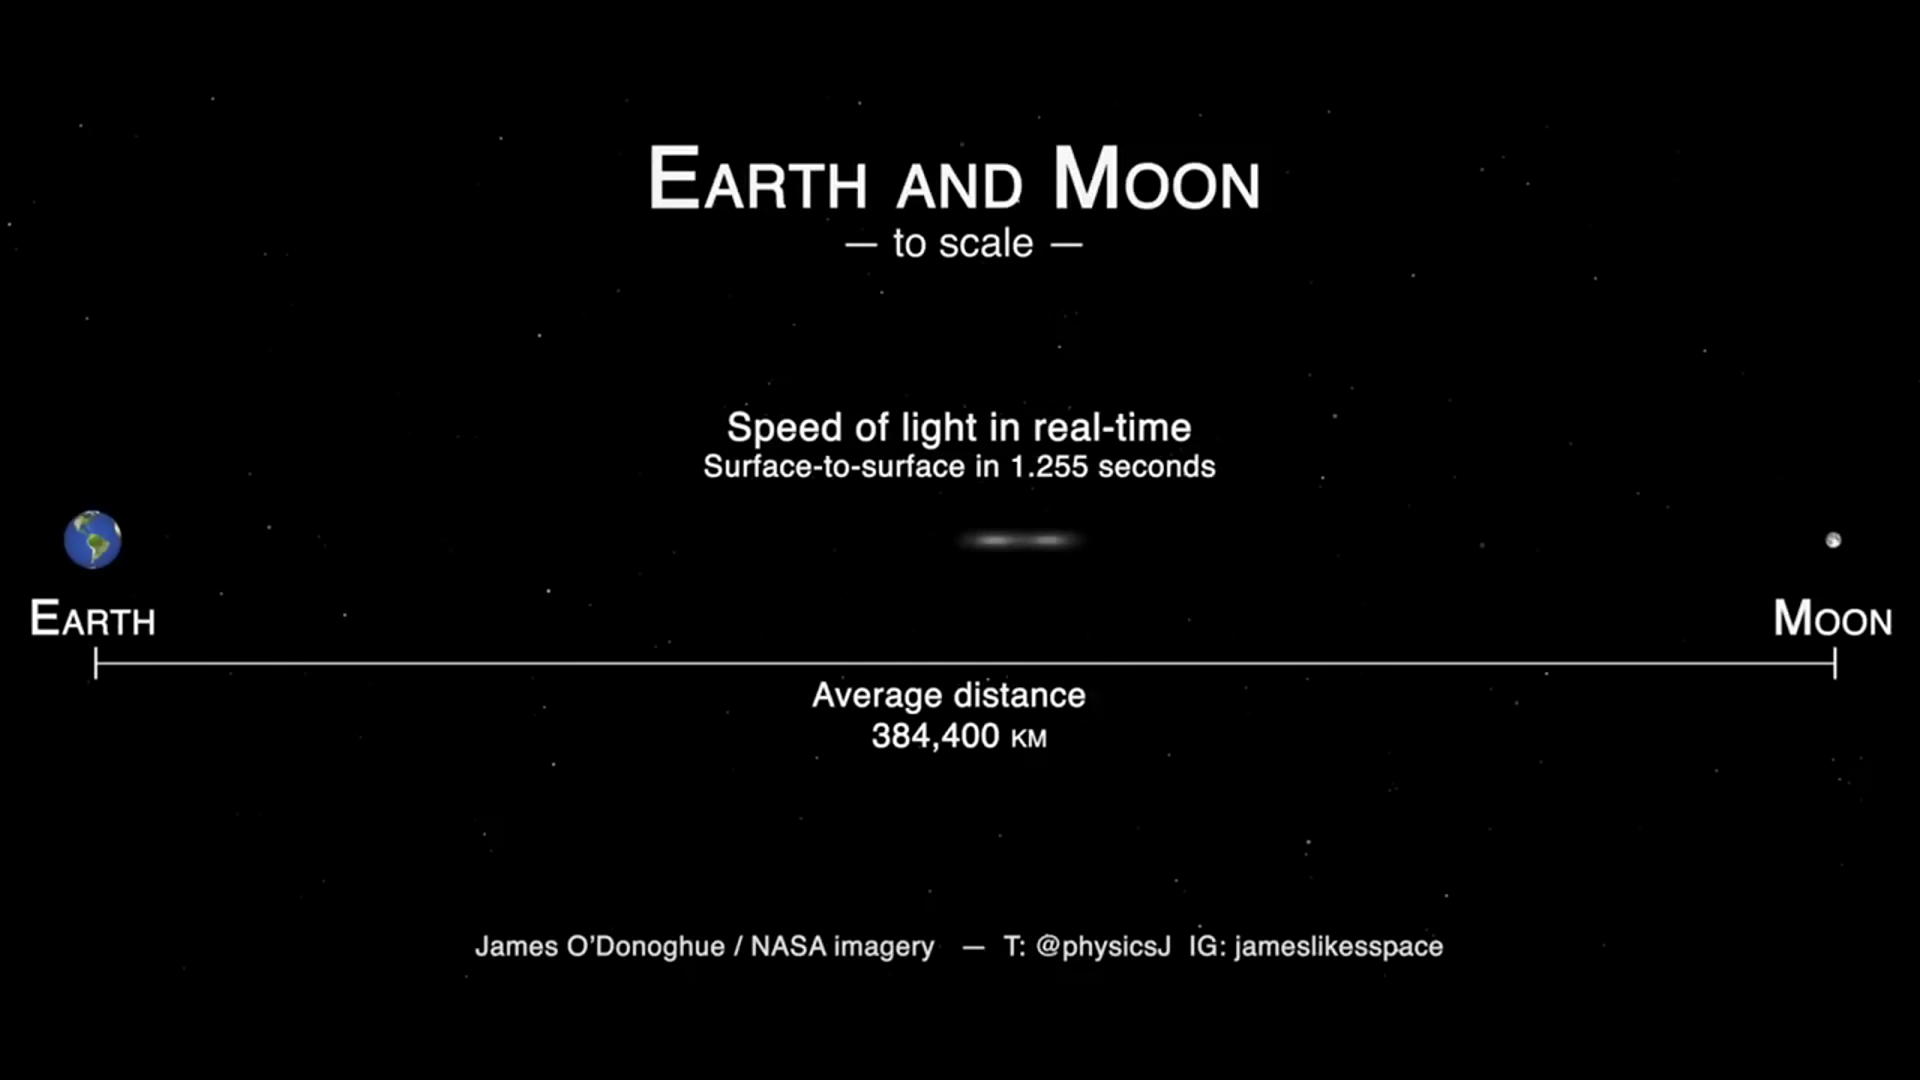 EARTH AND MOON
— to scale —
Speed of light in real-time
Surface-to-surface in 1.255 seconds
EARTH
MOON
Average distance
384,400 KM
James O’Donoghue / NASA imagery — T: @physicsJ IG: jameslikesspace